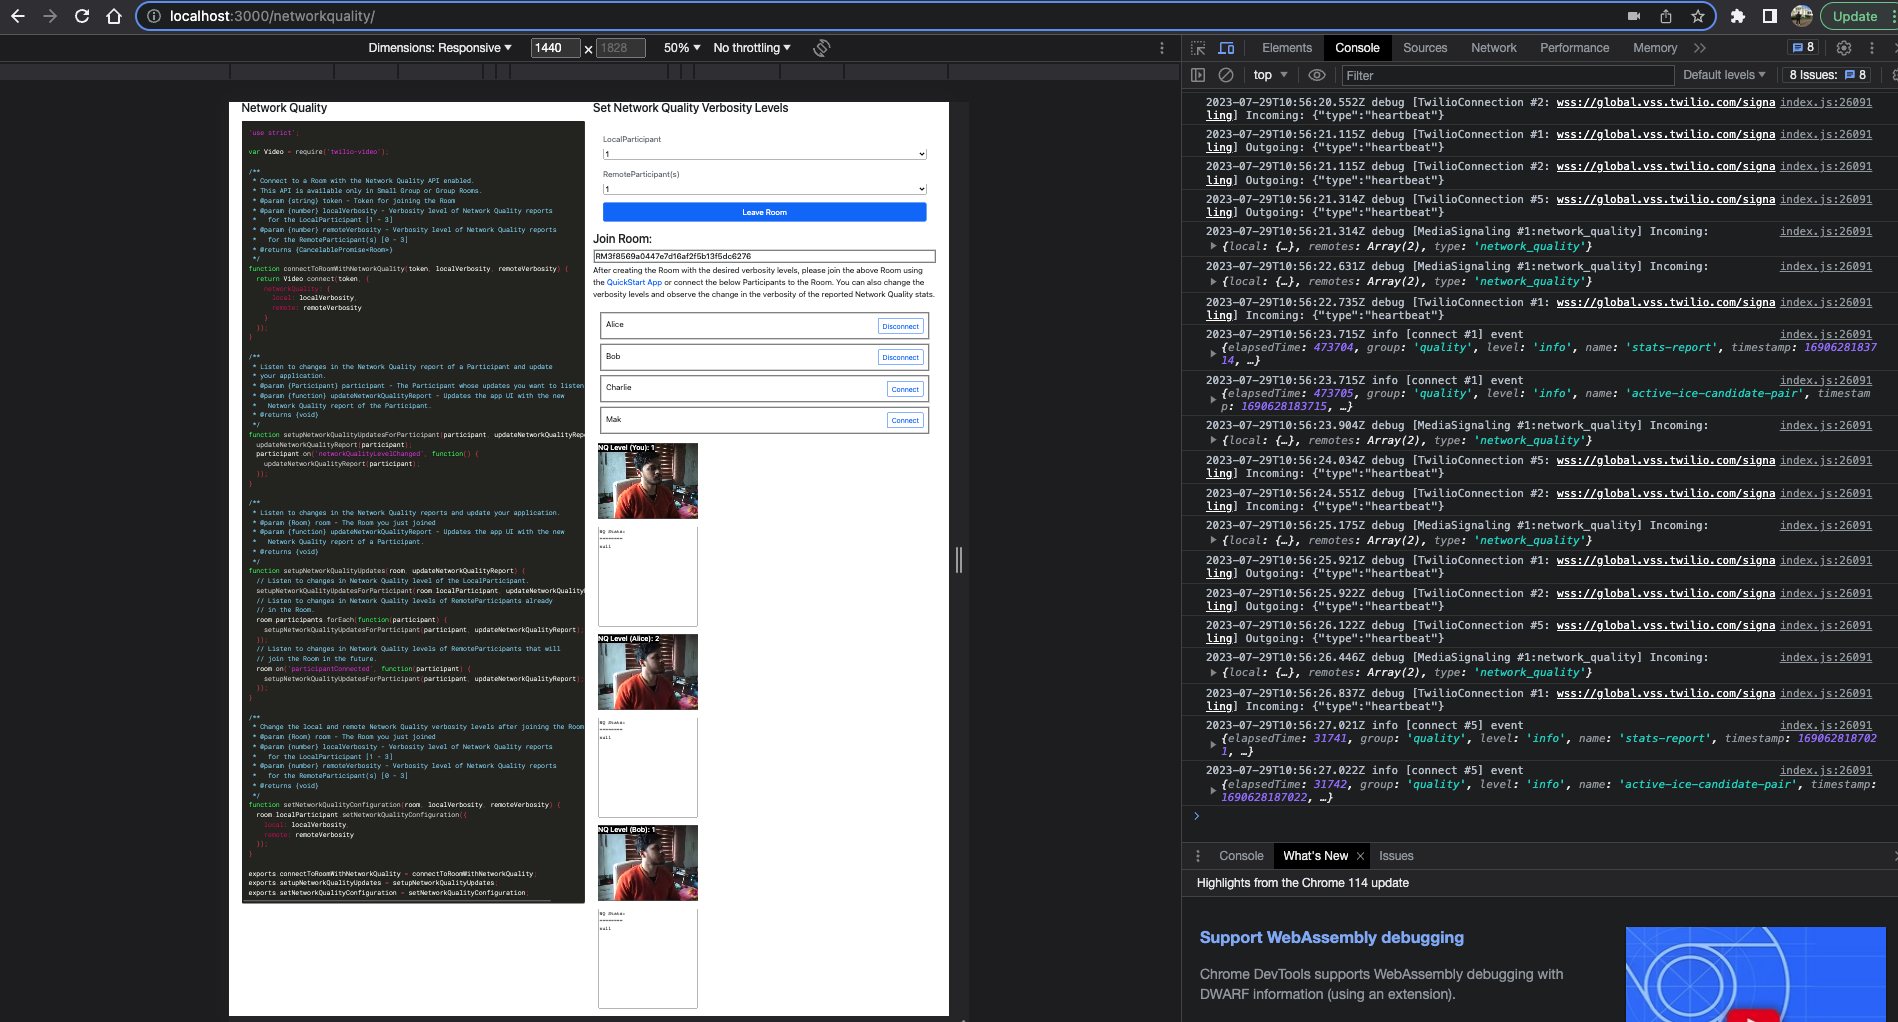 localhost:3000/networkquality/
Update
Dimensions: Responsive
1440 × 1828
50%
No throttling
Elements Console Sources Network Performance Memory
8
top
Filter
Default levels
8 Issues: 8
Network Quality
'use strict';
var Video = require('twilio-video');
/**
* Connect to a Room with the Network Quality API enabled.
* This API is available only in Small Group or Group Rooms.
* @param {string} token - Token for joining the Room
* @param {number} localVerbosity - Verbosity level of Network Quality reports
*   for the LocalParticipant [1 - 3]
* @param {number} remoteVerbosity - Verbosity level of Network Quality reports
*   for the RemoteParticipant(s) [0 - 3]
* @returns {CancelablePromise<Room>}
*/
function connectToRoomWithNetworkQuality(token, localVerbosity, remoteVerbosity) {
return Video.connect(token, {
networkQuality: {
local: localVerbosity,
remote: remoteVerbosity
}
});
}
/**
* Listen to changes in the Network Quality report of a Participant and update
* your application.
* @param {Participant} participant - The Participant whose updates you want to listen
* @param {function} updateNetworkQualityReport - Updates the app UI with the new
*   Network Quality report of the Participant.
* @returns {void}
*/
function setupNetworkQualityUpdatesForParticipant(participant, updateNetworkQualityRepo
updateNetworkQualityReport(participant);
participant.on('networkQualityLevelChanged', function() {
updateNetworkQualityReport(participant);
});
}
/**
* Listen to changes in the Network Quality reports and update your application.
* @param {Room} room - The Room you just joined
* @param {function} updateNetworkQualityReport - Updates the app UI with the new
*   Network Quality report of a Participant.
* @returns {void}
*/
function setupNetworkQualityUpdates(room, updateNetworkQualityReport) {
// Listen to changes in Network Quality level of the LocalParticipant.
setupNetworkQualityUpdatesForParticipant(room.localParticipant, updateNetworkQuality
// Listen to changes in Network Quality levels of RemoteParticipants already
// in the Room.
room.participants.forEach(function(participant) {
setupNetworkQualityUpdatesForParticipant(participant, updateNetworkQualityReport);
});
// Listen to changes in Network Quality levels of RemoteParticipants that will
// join the Room in the future.
room.on('participantConnected', function(participant) {
setupNetworkQualityUpdatesForParticipant(participant, updateNetworkQualityReport);
});
}
/**
* Change the local and remote Network Quality verbosity levels after joining the Room
* @param {Room} room - The Room you just joined
* @param {number} localVerbosity - Verbosity level of Network Quality reports
*   for the LocalParticipant [1 - 3]
* @param {number} remoteVerbosity - Verbosity level of Network Quality reports
*   for the RemoteParticipant(s) [0 - 3]
* @returns {void}
*/
function setNetworkQualityConfiguration(room, localVerbosity, remoteVerbosity) {
room.localParticipant.setNetworkQualityConfiguration({
local: localVerbosity,
remote: remoteVerbosity
});
}
exports.connectToRoomWithNetworkQuality = connectToRoomWithNetworkQuality;
exports.setupNetworkQualityUpdates = setupNetworkQualityUpdates;
exports.setNetworkQualityConfiguration = setNetworkQualityConfiguration;
Set Network Quality Verbosity Levels
LocalParticipant
1
RemoteParticipant(s)
1
Leave Room
Join Room:
RM3f8569a0447e7d16af2f5b13f5dc6276
After creating the Room with the desired verbosity levels, please join the above Room using
the QuickStart App or connect the below Participants to the Room. You can also change the
verbosity levels and observe the change in the verbosity of the reported Network Quality stats.
Alice Disconnect
Bob Disconnect
Charlie Connect
Mak Connect
NQ Level (You): 1
NQ Stats:
========
null
NQ Level (Alice): 2
NQ Stats:
========
null
NQ Level (Bob): 1
NQ Stats:
========
null
2023-07-29T10:56:20.552Z debug [TwilioConnection #2: wss://global.vss.twilio.com/signa index.js:26091
ling] Incoming: {"type":"heartbeat"}
2023-07-29T10:56:21.115Z debug [TwilioConnection #1: wss://global.vss.twilio.com/signa index.js:26091
ling] Outgoing: {"type":"heartbeat"}
2023-07-29T10:56:21.115Z debug [TwilioConnection #2: wss://global.vss.twilio.com/signa index.js:26091
ling] Outgoing: {"type":"heartbeat"}
2023-07-29T10:56:21.314Z debug [TwilioConnection #5: wss://global.vss.twilio.com/signa index.js:26091
ling] Outgoing: {"type":"heartbeat"}
2023-07-29T10:56:21.314Z debug [MediaSignaling #1:network_quality] Incoming: index.js:26091
{local: {…}, remotes: Array(2), type: 'network_quality'}
2023-07-29T10:56:22.631Z debug [MediaSignaling #1:network_quality] Incoming: index.js:26091
{local: {…}, remotes: Array(2), type: 'network_quality'}
2023-07-29T10:56:22.735Z debug [TwilioConnection #1: wss://global.vss.twilio.com/signa index.js:26091
ling] Incoming: {"type":"heartbeat"}
2023-07-29T10:56:23.715Z info [connect #1] event index.js:26091
{elapsedTime: 473704, group: 'quality', level: 'info', name: 'stats-report', timestamp: 16906281837
14, …}
2023-07-29T10:56:23.715Z info [connect #1] event index.js:26091
{elapsedTime: 473705, group: 'quality', level: 'info', name: 'active-ice-candidate-pair', timestam
p: 1690628183715, …}
2023-07-29T10:56:23.904Z debug [MediaSignaling #1:network_quality] Incoming: index.js:26091
{local: {…}, remotes: Array(2), type: 'network_quality'}
2023-07-29T10:56:24.034Z debug [TwilioConnection #5: wss://global.vss.twilio.com/signa index.js:26091
ling] Incoming: {"type":"heartbeat"}
2023-07-29T10:56:24.551Z debug [TwilioConnection #2: wss://global.vss.twilio.com/signa index.js:26091
ling] Incoming: {"type":"heartbeat"}
2023-07-29T10:56:25.175Z debug [MediaSignaling #1:network_quality] Incoming: index.js:26091
{local: {…}, remotes: Array(2), type: 'network_quality'}
2023-07-29T10:56:25.921Z debug [TwilioConnection #1: wss://global.vss.twilio.com/signa index.js:26091
ling] Outgoing: {"type":"heartbeat"}
2023-07-29T10:56:25.922Z debug [TwilioConnection #2: wss://global.vss.twilio.com/signa index.js:26091
ling] Outgoing: {"type":"heartbeat"}
2023-07-29T10:56:26.122Z debug [TwilioConnection #5: wss://global.vss.twilio.com/signa index.js:26091
ling] Outgoing: {"type":"heartbeat"}
2023-07-29T10:56:26.446Z debug [MediaSignaling #1:network_quality] Incoming: index.js:26091
{local: {…}, remotes: Array(2), type: 'network_quality'}
2023-07-29T10:56:26.837Z debug [TwilioConnection #1: wss://global.vss.twilio.com/signa index.js:26091
ling] Incoming: {"type":"heartbeat"}
2023-07-29T10:56:27.021Z info [connect #5] event index.js:26091
{elapsedTime: 31741, group: 'quality', level: 'info', name: 'stats-report', timestamp: 169062818702
1, …}
2023-07-29T10:56:27.022Z info [connect #5] event index.js:26091
{elapsedTime: 31742, group: 'quality', level: 'info', name: 'active-ice-candidate-pair', timestamp:
1690628187022, …}
Console What's New Issues
Highlights from the Chrome 114 update
Support WebAssembly debugging
Chrome DevTools supports WebAssembly debugging with
DWARF information (using an extension).